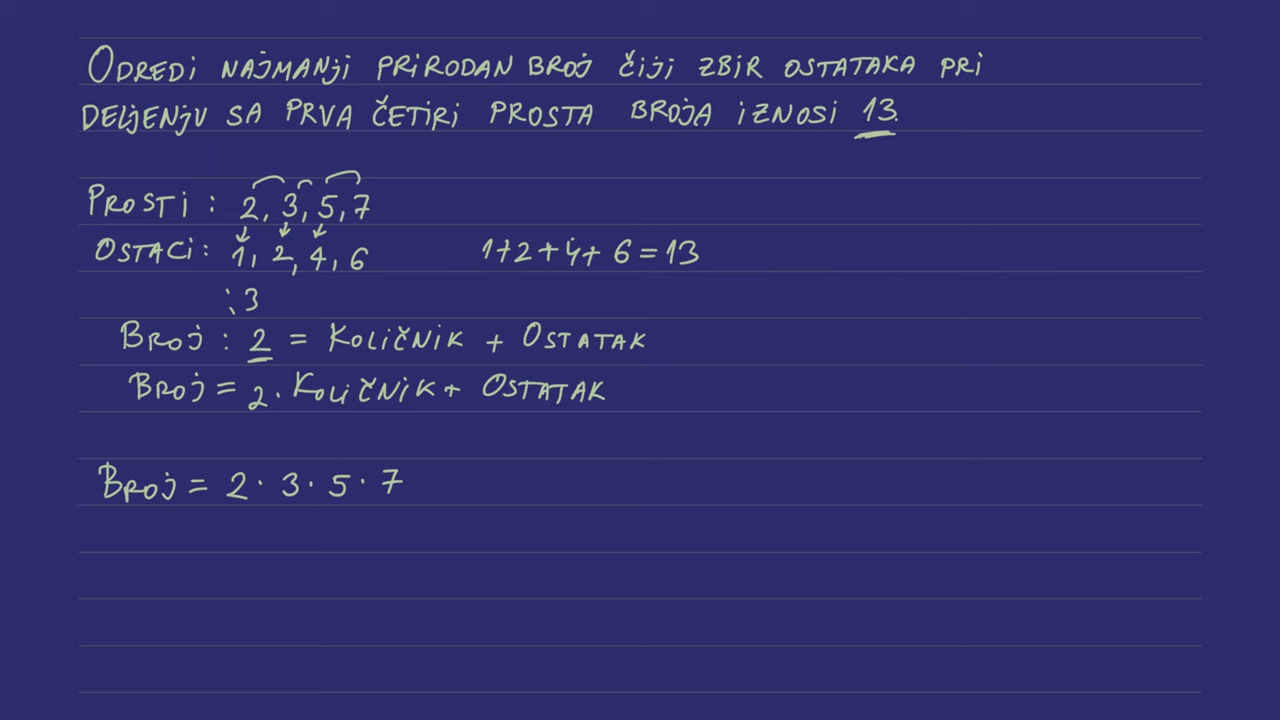 Odredi najmanji prirodan broj čiji zbir ostataka pri
deljenju sa prva četiri prosta broja iznosi 13.
Prosti: 2, 3, 5, 7
Ostaci: 1, 2, 4, 6 1+2+4+6=13
:3
Broj : 2 = Količnik + Ostatak
Broj = 2 · Količnik + Ostatak
Broj = 2 · 3 · 5 · 7